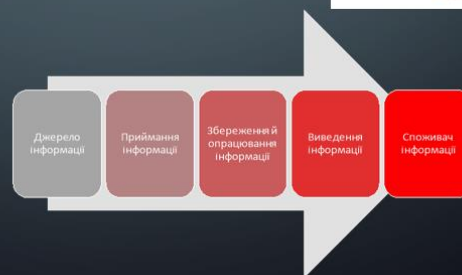 Джерело
інформації
Приймання
інформації
Збереження й
опрацювання
інформації
Виведення
інформації
Споживач
інформації